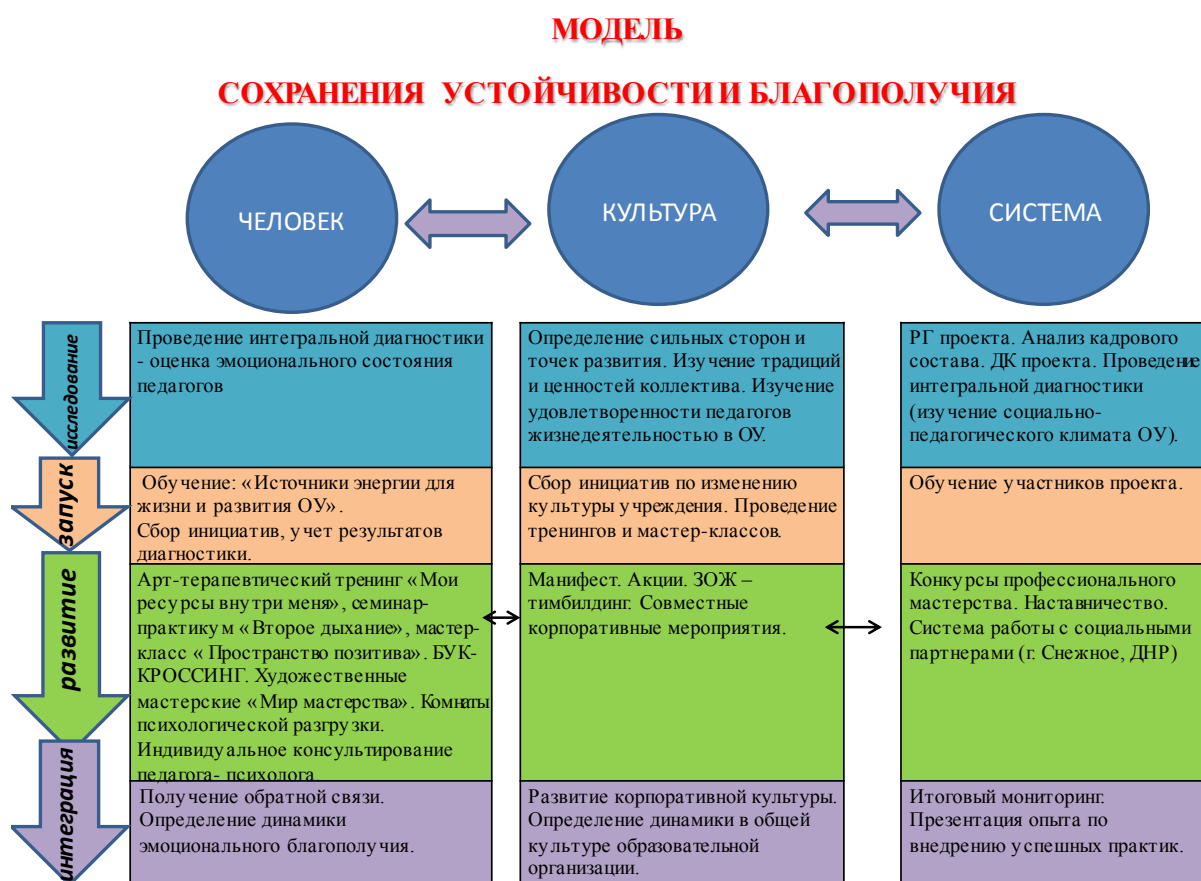 МОДЕЛЬ
СОХРАНЕНИЯ УСТОЙЧИВОСТИ И БЛАГОПОЛУЧИЯ
ЧЕЛОВЕК
КУЛЬТУРА
СИСТЕМА
исследование
Проведение интегральной диагностики
- оценка эмоционального состояния
педагогов
Определение сильных сторон и
точек развития. Изучение традиций
и ценностей коллектива. Изучение
удовлетворенности педагогов
жизнедеятельностью в ОУ.
РГ проекта. Анализ кадрового
состава. ДК проекта. Проведение
интегральной диагностики
(изучение социально-
педагогического климата ОУ).
запуск
Обучение: «Источники энергии для
жизни и развития ОУ».
Сбор инициатив, учет результатов
диагностики.
Сбор инициатив по изменению
культуры учреждения. Проведение
тренингов и мастер-классов.
Обучение участников проекта.
развитие
Арт-терапевтический тренинг «Мои
ресурсы внутри меня», семинар-
практикум «Второе дыхание», мастер-
класс « Пространство позитива». БУК-
КРОССИНГ. Художественные
мастерские «Мир мастерства». Комнаты
психологической разгрузки.
Индивидуальное консультирование
педагога- психолога.
Манифест. Акции. ЗОЖ –
тимбилдинг. Совместные
корпоративные мероприятия.
Конкурсы профессионального
мастерства. Наставничество.
Система работы с социальными
партнерами (г. Снежное, ДНР)
интеграция
Получение обратной связи.
Определение динамики
эмоционального благополучия.
Развитие корпоративной культуры.
Определение динамики в общей
культуре образовательной
организации.
Итоговый мониторинг.
Презентация опыта по
внедрению успешных практик.